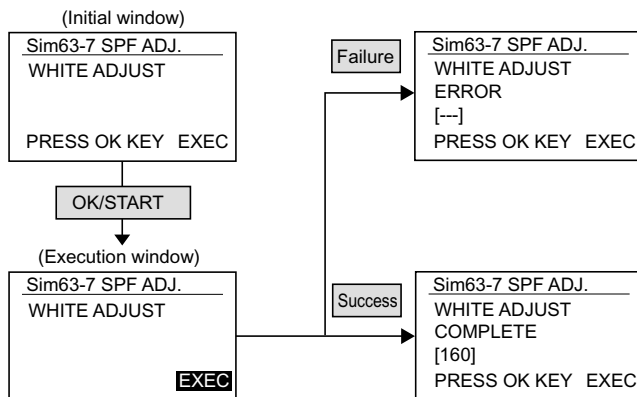 (Initial window)
Sim63-7 SPF ADJ.
WHITE ADJUST
PRESS OK KEY EXEC
OK/START
(Execution window)
Sim63-7 SPF ADJ.
WHITE ADJUST
EXEC
Failure
Sim63-7 SPF ADJ.
WHITE ADJUST
ERROR
[---]
PRESS OK KEY EXEC
Success
Sim63-7 SPF ADJ.
WHITE ADJUST
COMPLETE
[160]
PRESS OK KEY EXEC